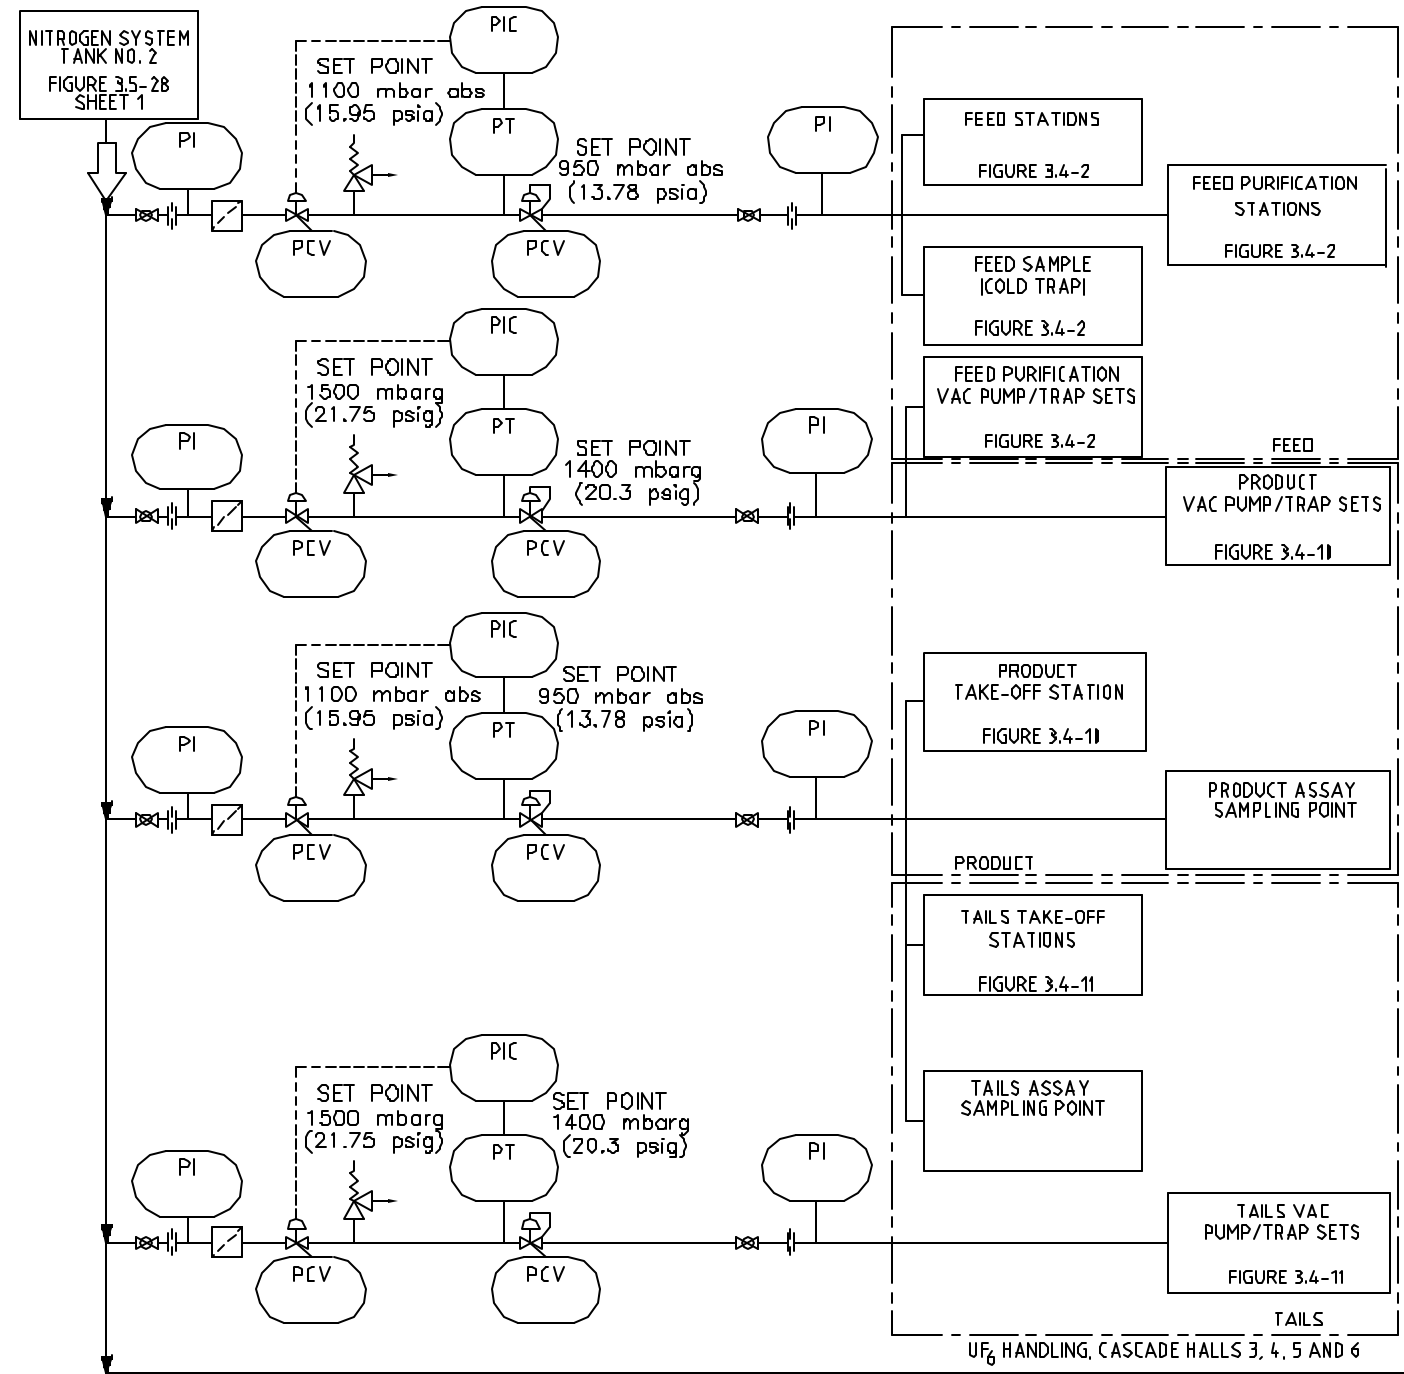 NITROGEN SYSTEM
TANK NO. 2
FIGURE 3.5-2B
SHEET 1
PI
PIC
SET POINT
1100 mbar abs
(15.95 psia)
PT
SET POINT
950 mbar abs
(13.78 psia)
PCV
PCV
PI
FEED STATIONS
FIGURE 3.4-2
FEED PURIFICATION
STATIONS
FIGURE 3.4-2
FEED SAMPLE
(COLD TRAP)
FIGURE 3.4-2
FEED PURIFICATION
VAC PUMP/TRAP SETS
FIGURE 3.4-2
FEED
PI
PIC
SET POINT
1500 mbarg
(21.75 psig)
PT
SET POINT
1400 mbarg
(20.3 psig)
PCV
PCV
PI
PRODUCT
VAC PUMP/TRAP SETS
FIGURE 3.4-10
PI
PIC
SET POINT
1100 mbar abs
(15.95 psia)
PT
SET POINT
950 mbar abs
(13.78 psia)
PCV
PCV
PI
PRODUCT
TAKE-OFF STATION
FIGURE 3.4-10
PRODUCT ASSAY
SAMPLING POINT
PRODUCT
TAILS TAKE-OFF
STATIONS
FIGURE 3.4-11
TAILS ASSAY
SAMPLING POINT
PI
PIC
SET POINT
1500 mbarg
(21.75 psig)
PT
SET POINT
1400 mbarg
(20.3 psig)
PCV
PCV
PI
TAILS VAC
PUMP/TRAP SETS
FIGURE 3.4-11
TAILS
UF6 HANDLING, CASCADE HALLS 3, 4, 5 AND 6